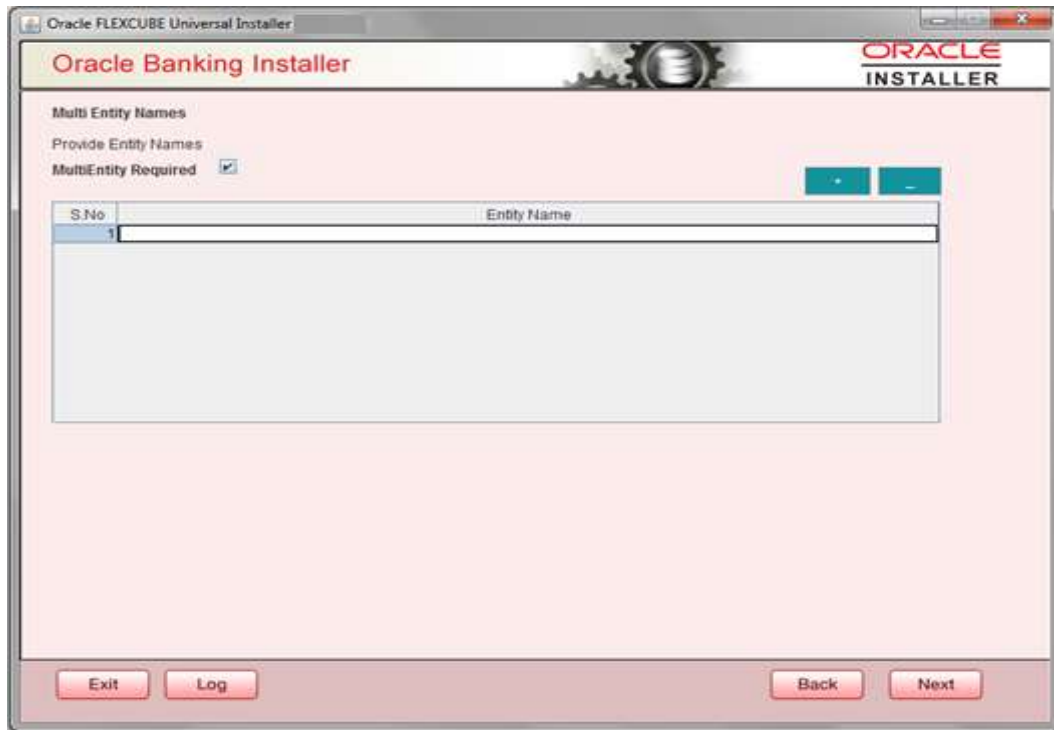 Oracle FLEXCUBE Universal Installer
Oracle Banking Installer
ORACLE
INSTALLER
Multi Entity Names
Provide Entity Names
MultiEntity Required
+ _
S.No Entity Name
1
Exit Log Back Next